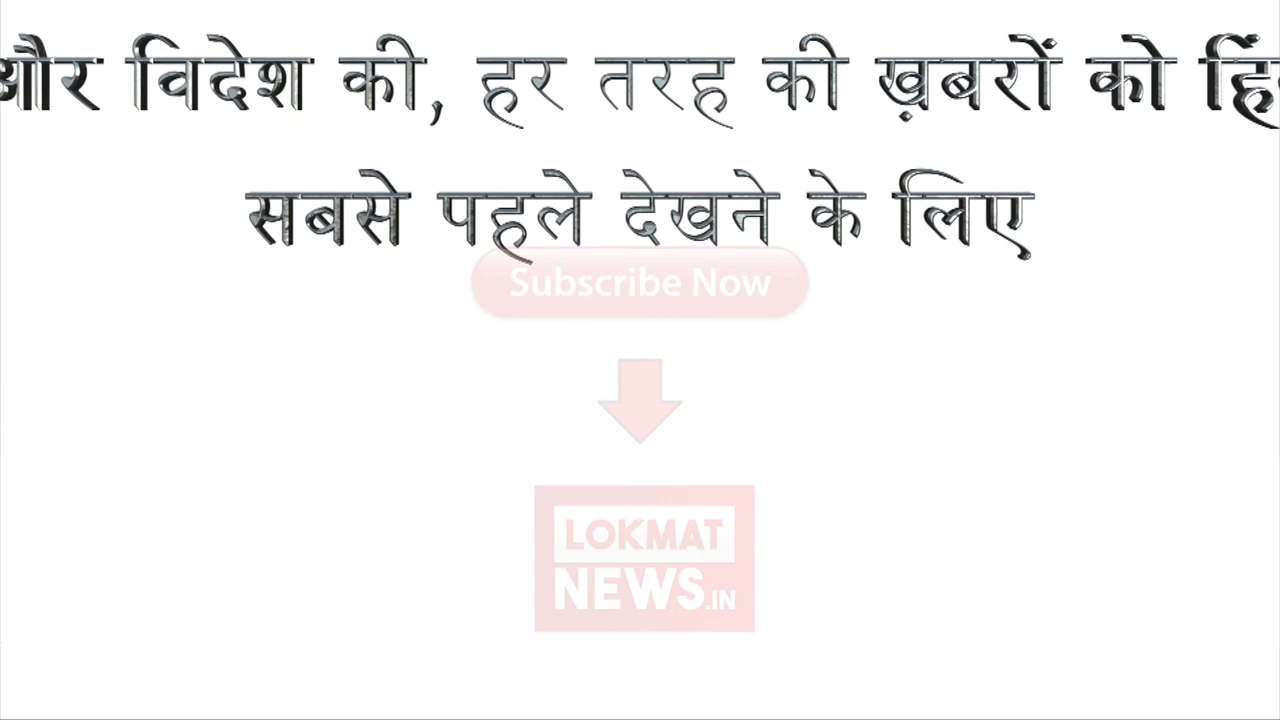 और विदेश की, हर तरह की ख़बरों को
सबसे पहले देखने के लिए
Subscribe Now
LOKMAT
NEWS.IN